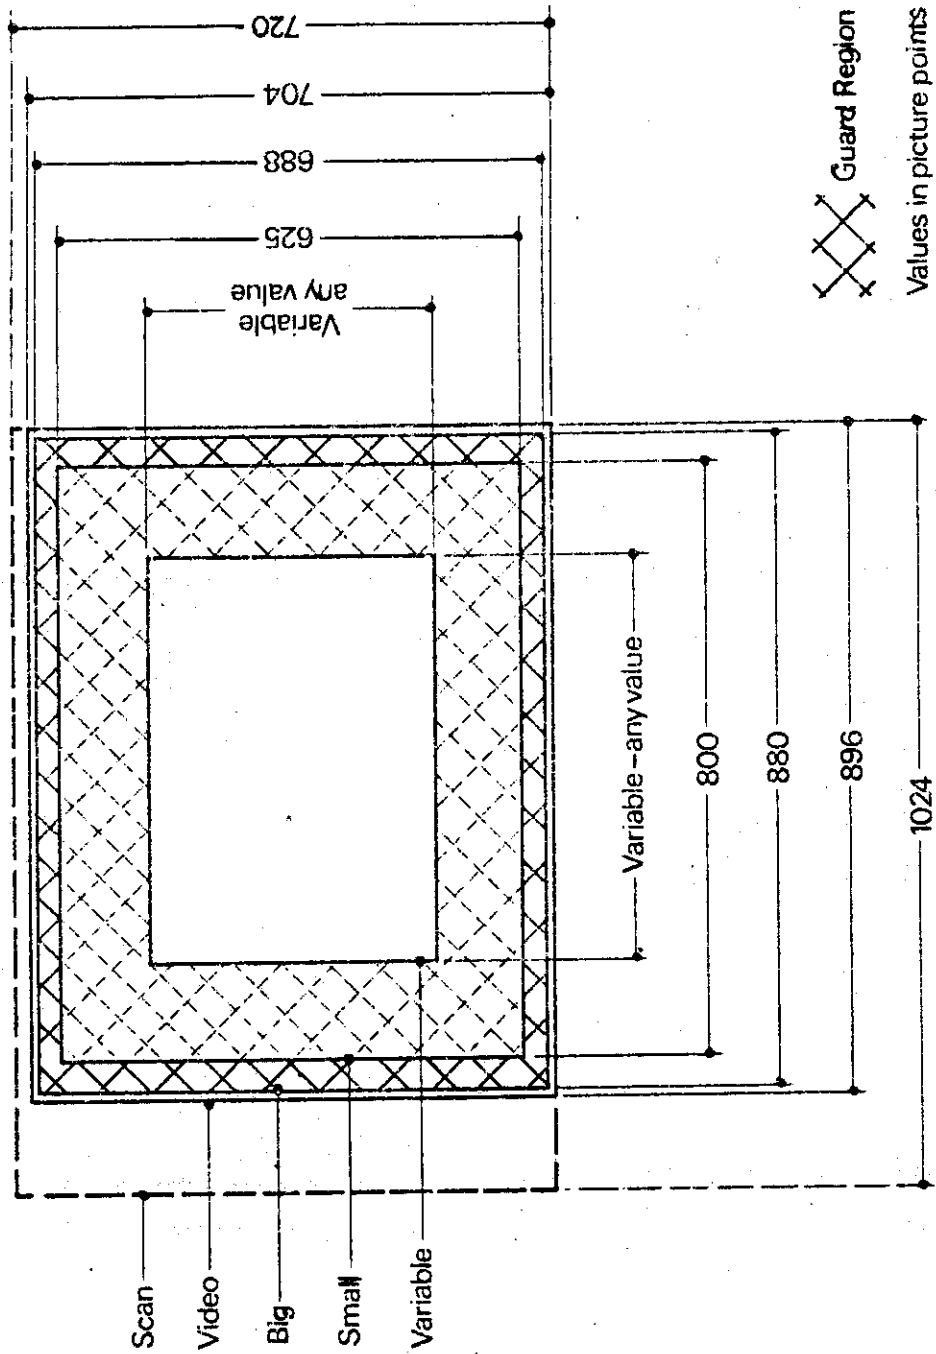 Scan
Video
Big
Small
Variable
720
704
688
625
Variable
any value
Variable - any value
800
880
896
1024
Guard Region
Values in picture points